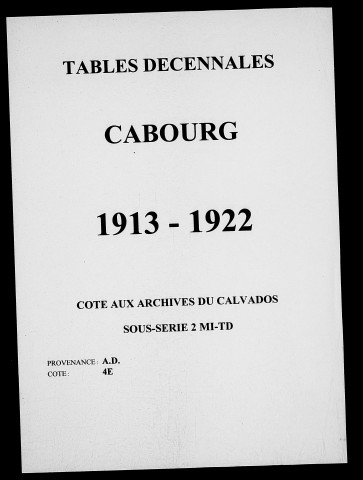 TABLES DECENNALES
CABOURG
1913 - 1922
COTE AUX ARCHIVES DU CALVADOS
SOUS-SERIE 2 MI-TD
PROVENANCE : A.D.
COTE : 4E